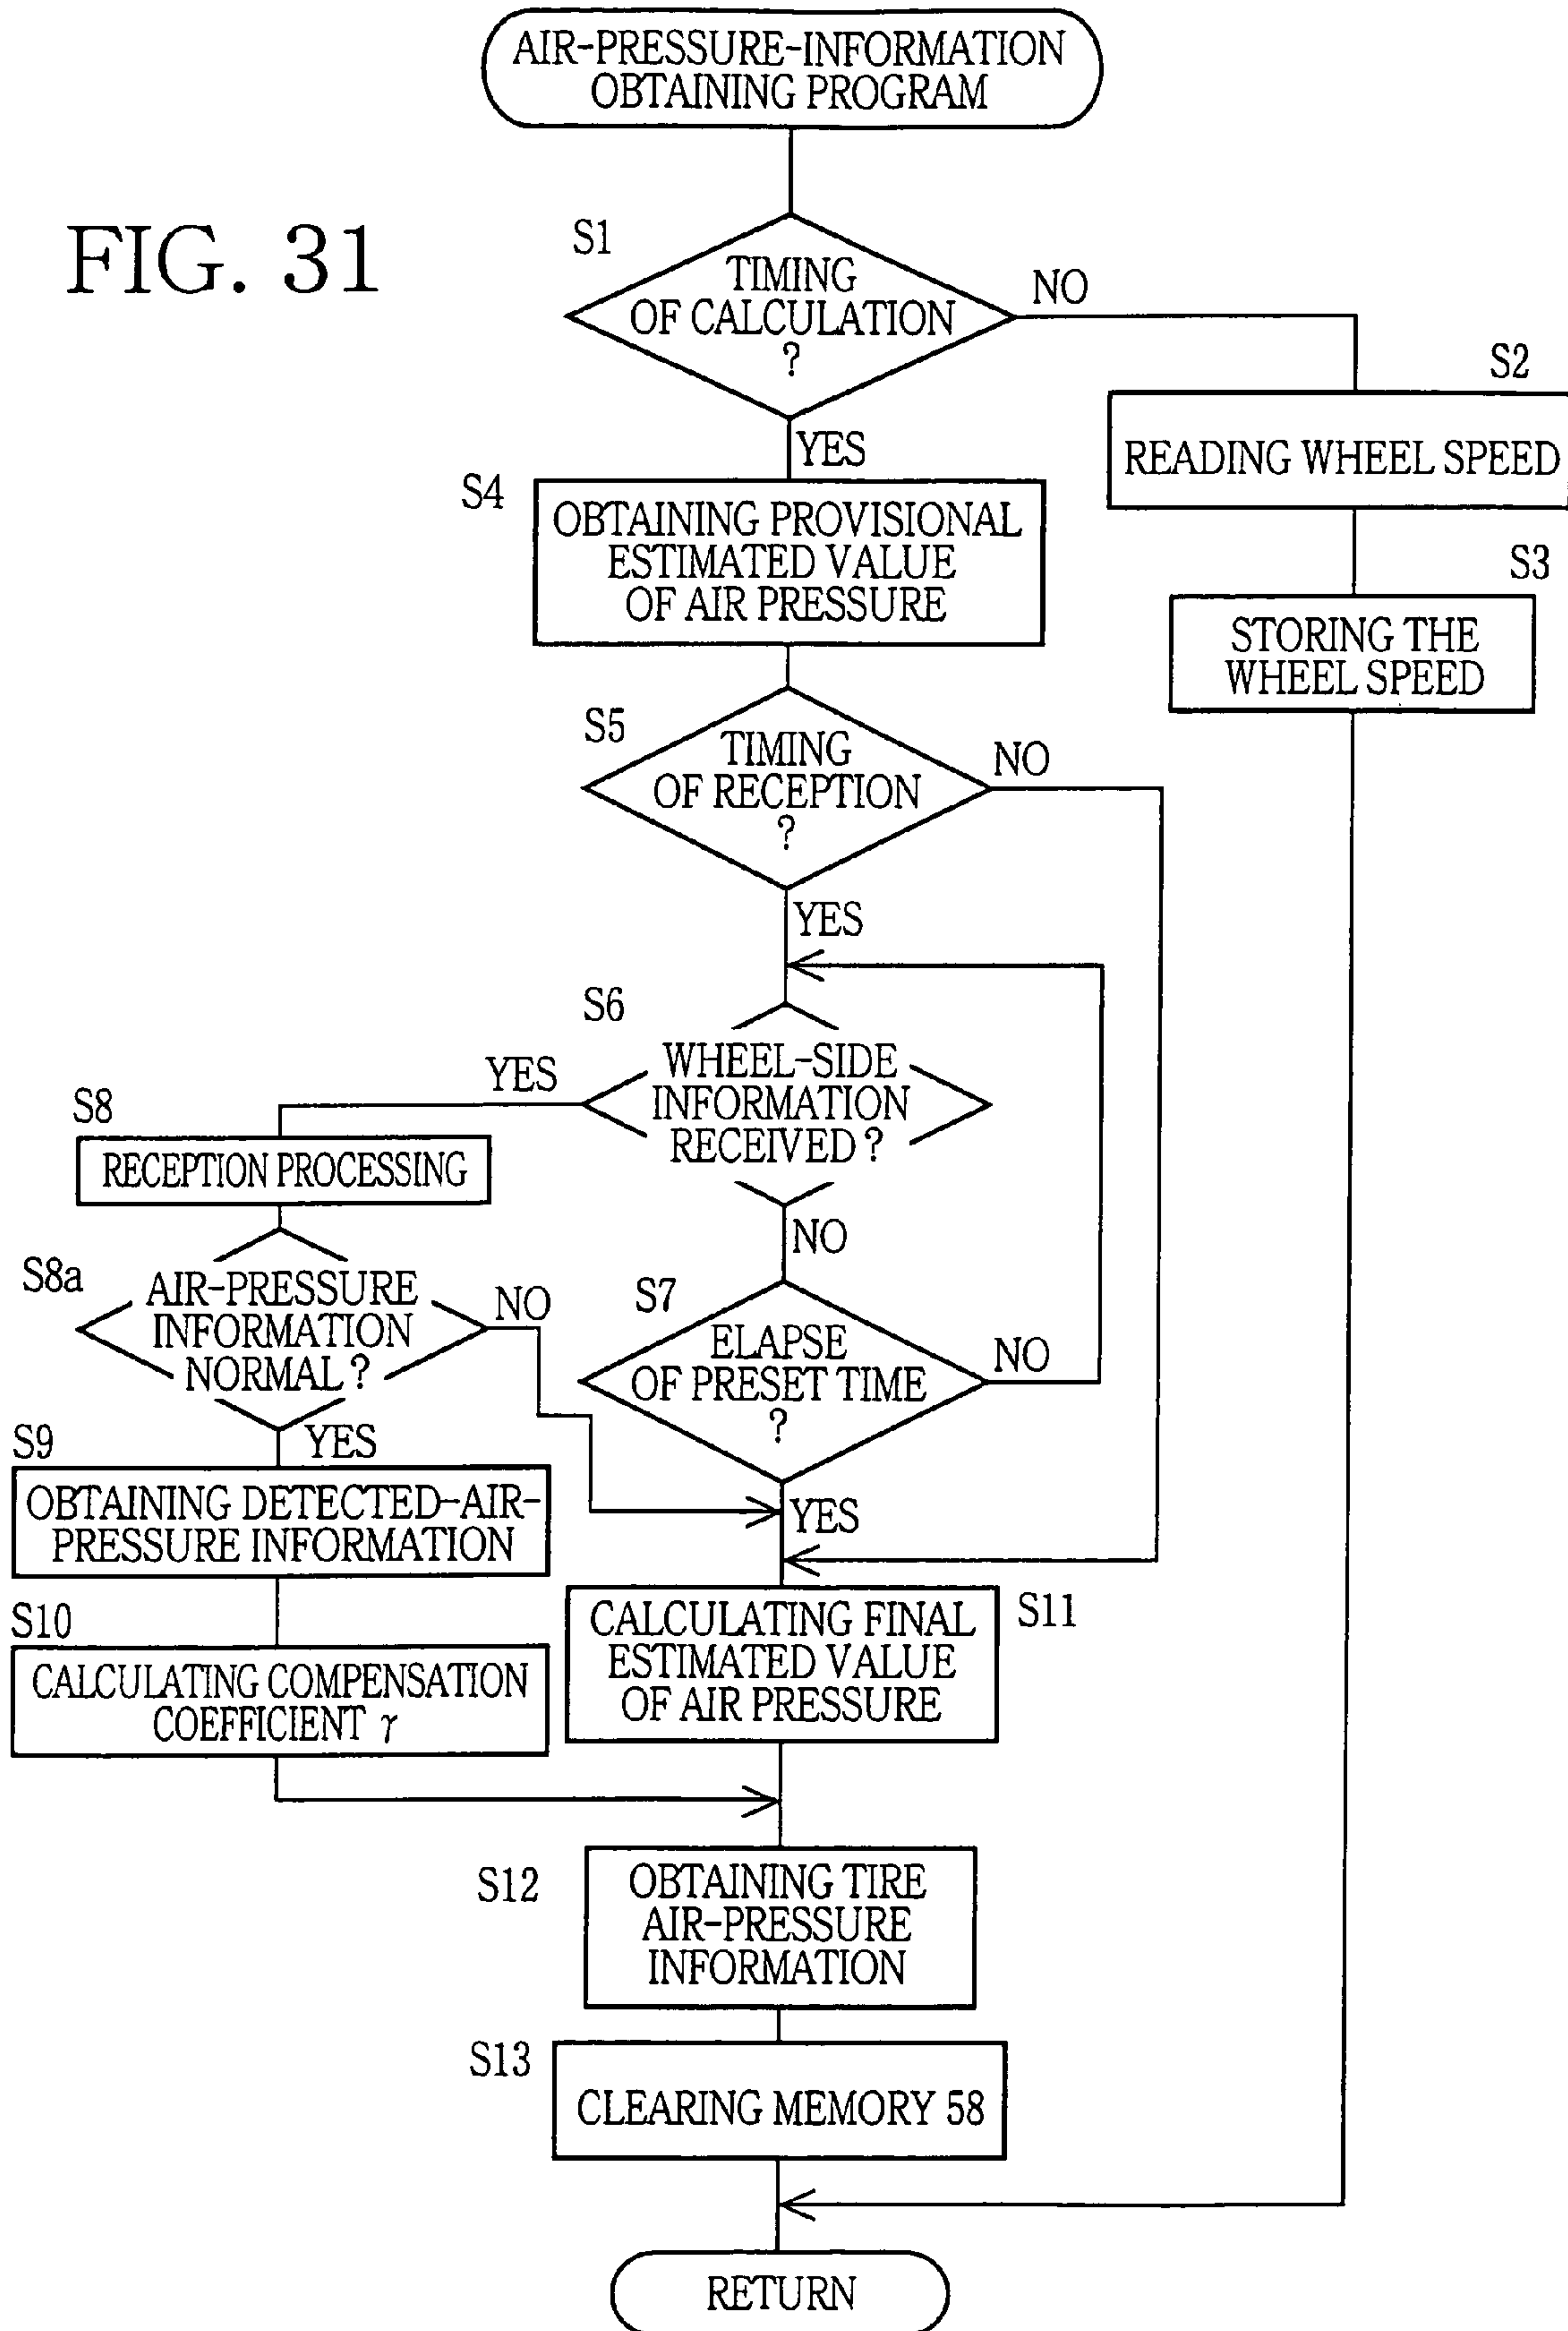 AIR-PRESSURE-INFORMATION
OBTAINING PROGRAM
FIG. 31
S1
TIMING
OF CALCULATION
?
NO
YES
S2
READING WHEEL SPEED
S3
STORING THE
WHEEL SPEED
S4
OBTAINING PROVISIONAL
ESTIMATED VALUE
OF AIR PRESSURE
S5
TIMING
OF RECEPTION
?
NO
YES
S6
WHEEL-SIDE
INFORMATION
RECEIVED?
YES
NO
S8
RECEPTION PROCESSING
S8a
AIR-PRESSURE
INFORMATION
NORMAL?
NO
YES
S7
ELAPSE
OF PRESET TIME
?
NO
YES
S9
OBTAINING DETECTED-AIR-
PRESSURE INFORMATION
S10
CALCULATING COMPENSATION
COEFFICIENT γ
S11
CALCULATING FINAL
ESTIMATED VALUE
OF AIR PRESSURE
S12
OBTAINING TIRE
AIR-PRESSURE
INFORMATION
S13
CLEARING MEMORY 58
RETURN